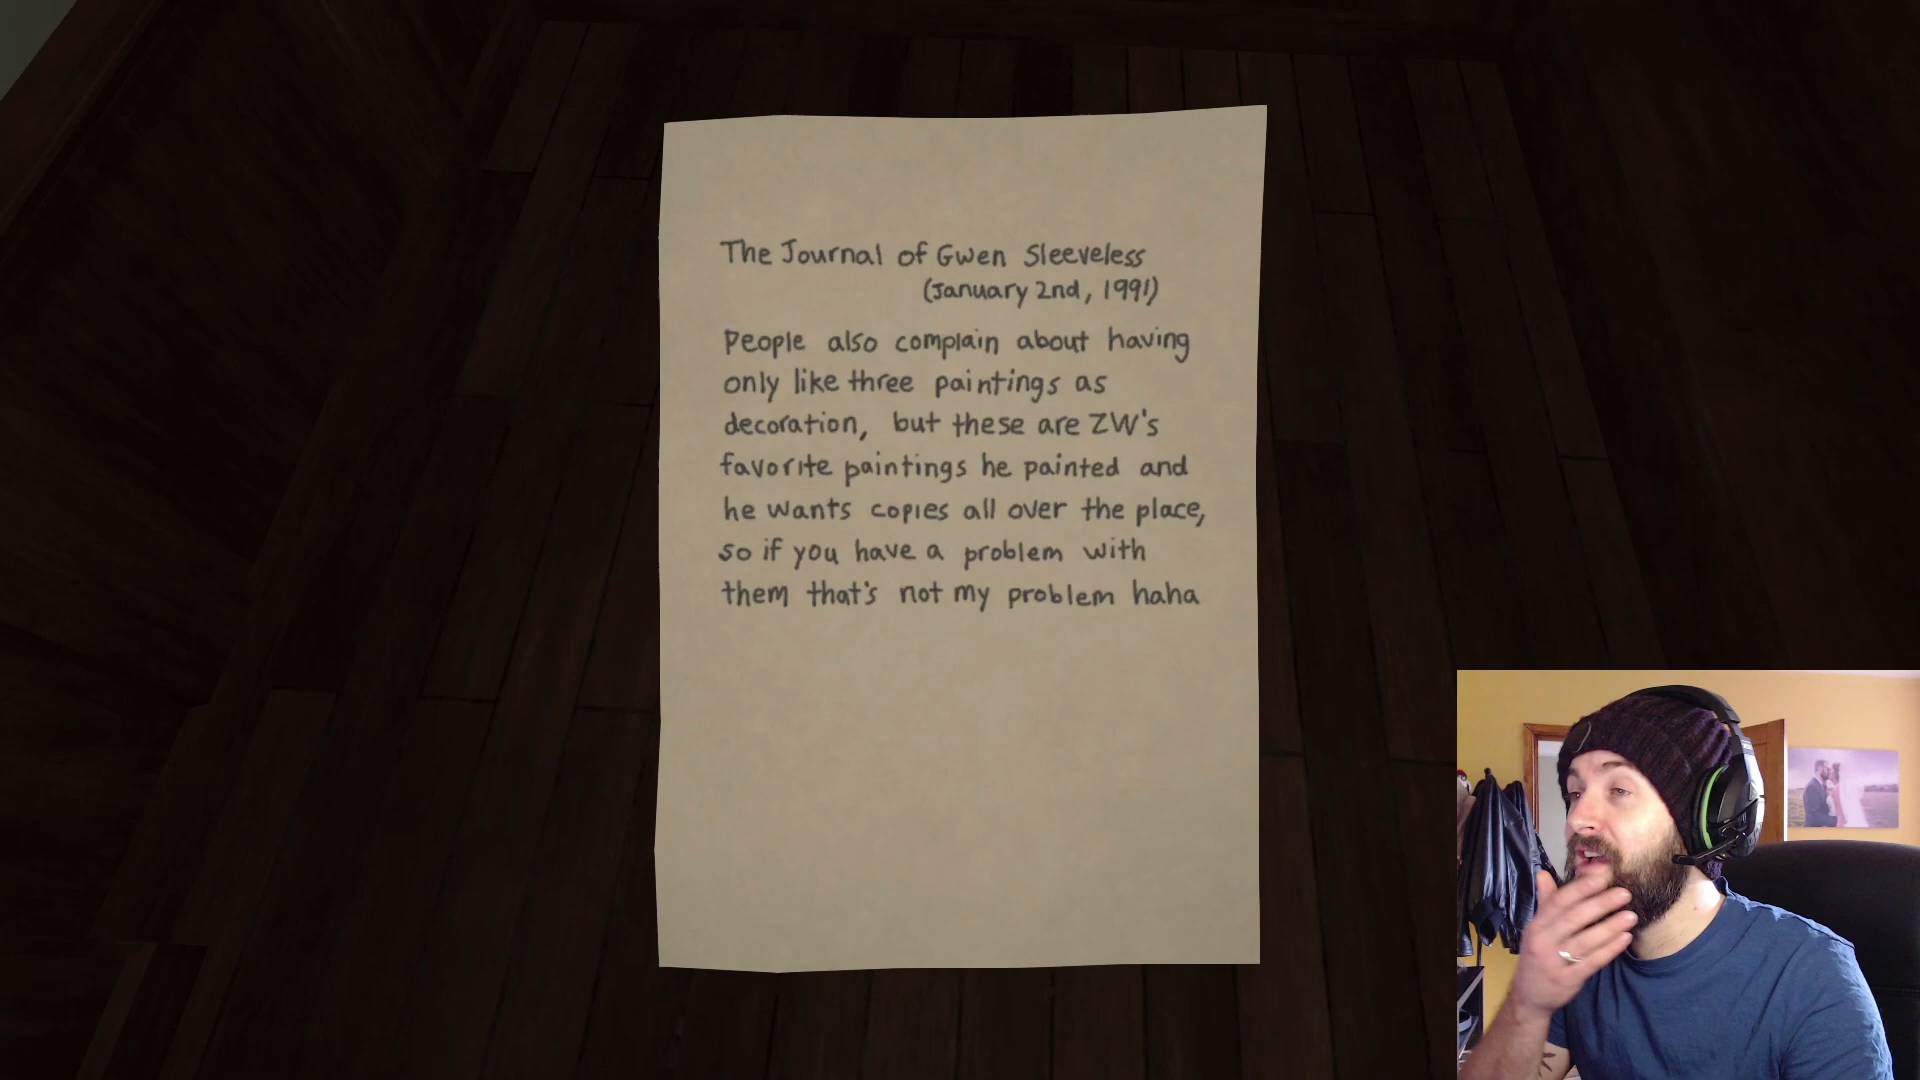 The Journal of Gwen Sleeveless
(January 2nd, 1991)
People also complain about having
only like three paintings as
decoration, but these are ZW's
favorite paintings he painted and
he wants copies all over the place,
so if you have a problem with
them that's not my problem haha